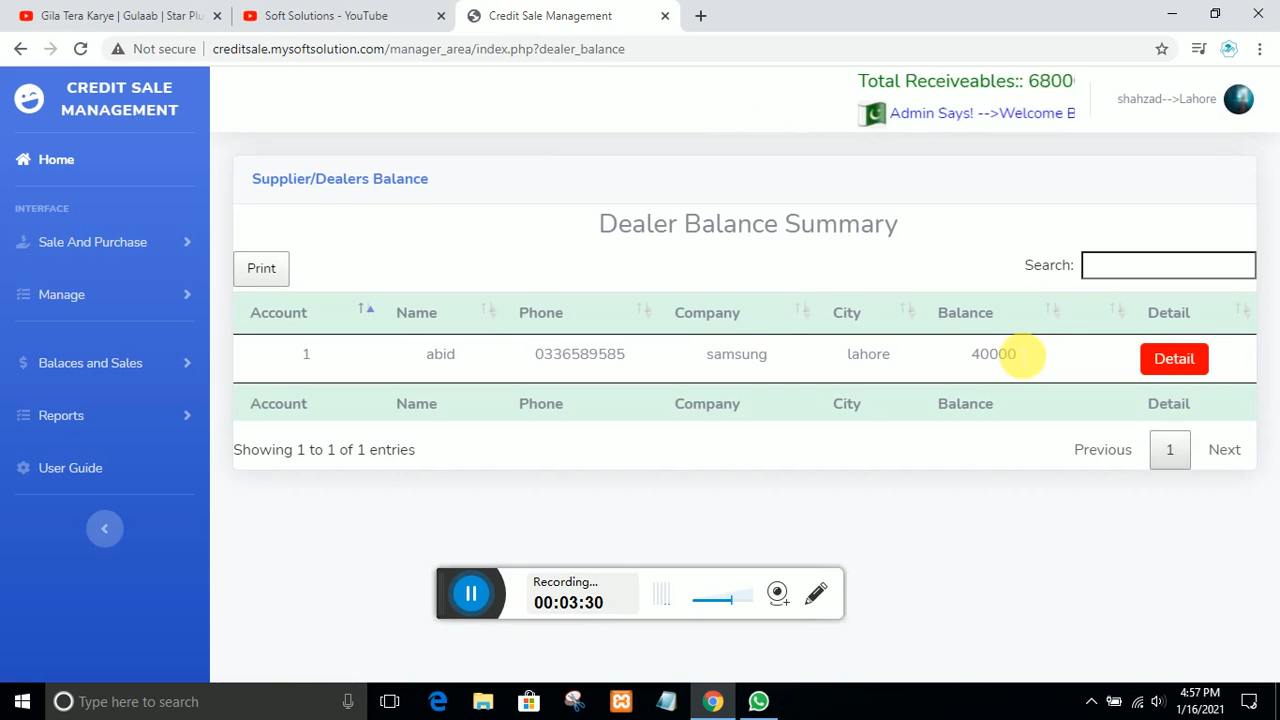 Gila Tera Karye | Gulaab | Star Plu
Soft Solutions - YouTube
Credit Sale Management
Not secure
creditsale.mysoftsolution.com/manager_area/index.php?dealer_balance
CREDIT SALE
MANAGEMENT
Total Receiveables:: 6800
shahzad-->Lahore
Admin Says! -->Welcome B
Home
INTERFACE
Sale And Purchase
Manage
Balaces and Sales
Reports
User Guide
Supplier/Dealers Balance
Dealer Balance Summary
Print
Search:
Account Name Phone Company City Balance Detail
1 abid 0336589585 samsung lahore 40000 Detail
Account Name Phone Company City Balance Detail
Showing 1 to 1 of 1 entries
Previous 1 Next
Recording...
00:03:30
Type here to search
4:57 PM
1/16/2021